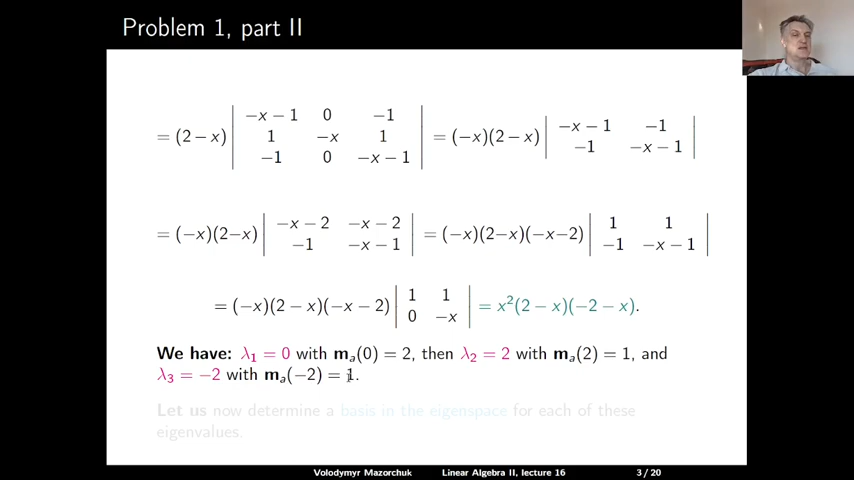 Problem 1, part II
= (2 − x) | −x − 1 0 −1 | = (−x)(2 − x) | −x − 1 −1 |
| 1 −x 1 | | −1 −x − 1 |
| −1 0 −x − 1 |
= (−x)(2−x) | −x − 2 −x − 2 | = (−x)(2−x)(−x−2) | 1 1 |
| −1 −x − 1 | | −1 −x − 1 |
= (−x)(2 − x)(−x − 2) | 1 1 | = x²(2 − x)(−2 − x).
| 0 −x |
We have: λ₁ = 0 with mₐ(0) = 2, then λ₂ = 2 with mₐ(2) = 1, and
λ₃ = −2 with mₐ(−2) = 1.
Let us now determine a basis in the eigenspace for each of these
eigenvalues.
Volodymyr Mazorchuk Linear Algebra II, lecture 16 3 / 20